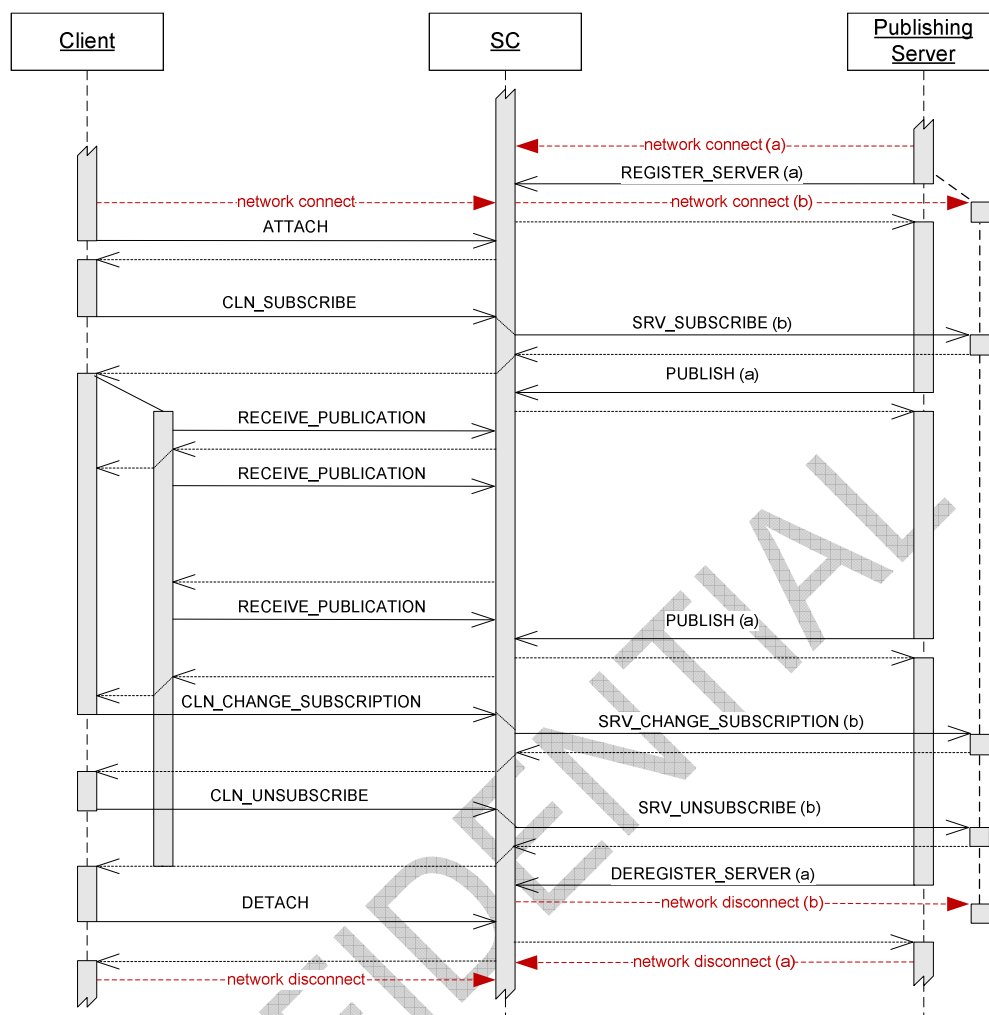 Client
SC
Publishing
Server
network connect (a)
REGISTER_SERVER (a)
network connect
network connect (b)
ATTACH
CLN_SUBSCRIBE
SRV_SUBSCRIBE (b)
PUBLISH (a)
RECEIVE_PUBLICATION
RECEIVE_PUBLICATION
RECEIVE_PUBLICATION
PUBLISH (a)
CLN_CHANGE_SUBSCRIPTION
SRV_CHANGE_SUBSCRIPTION (b)
CLN_UNSUBSCRIBE
SRV_UNSUBSCRIBE (b)
DEREGISTER_SERVER (a)
DETACH
network disconnect (b)
network disconnect (a)
network disconnect
FIDENTIAL